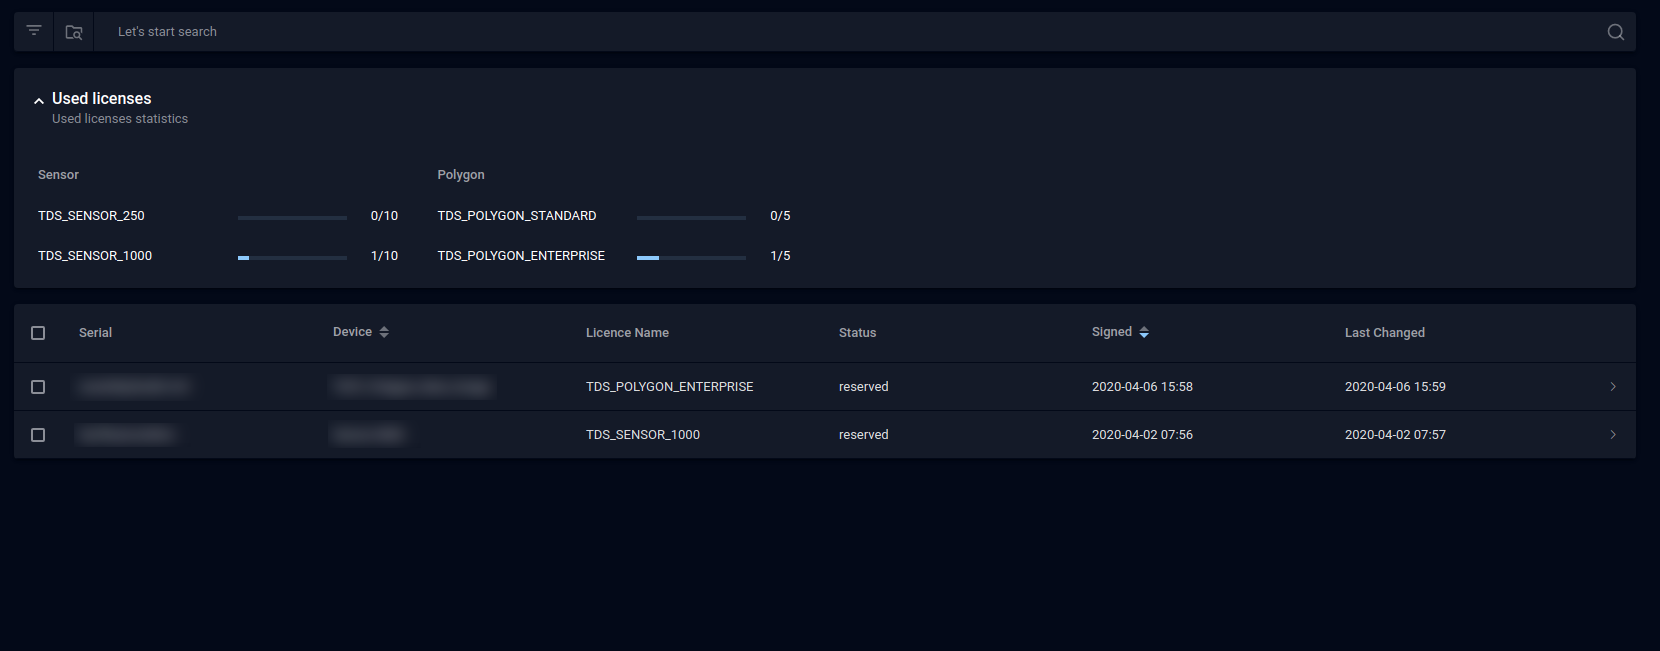 Let's start search
Used licenses
Used licenses statistics
Sensor Polygon
TDS_SENSOR_250 0/10 TDS_POLYGON_STANDARD 0/5
TDS_SENSOR_1000 1/10 TDS_POLYGON_ENTERPRISE 1/5
Serial Device Licence Name Status Signed Last Changed
TDS_POLYGON_ENTERPRISE reserved 2020-04-06 15:58 2020-04-06 15:59
TDS_SENSOR_1000 reserved 2020-04-02 07:56 2020-04-02 07:57